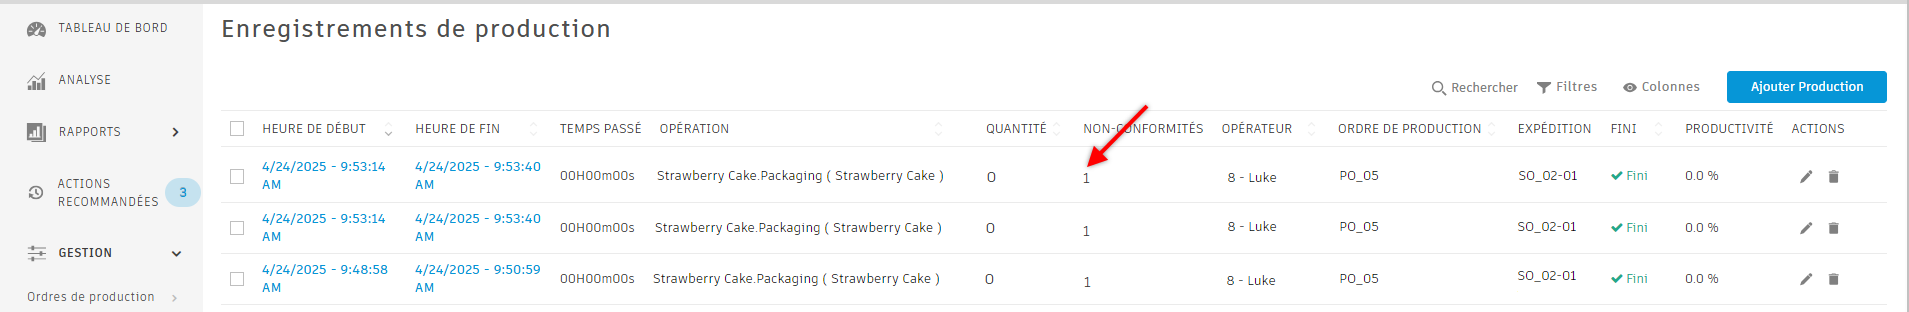 TABLEAU DE BORD
ANALYSE
RAPPORTS
ACTIONS
RECOMMANDÉES
3
GESTION
Ordres de production
Enregistrements de production
Rechercher Filtres Colonnes Ajouter Production
HEURE DE DÉBUT HEURE DE FIN TEMPS PASSÉ OPÉRATION QUANTITÉ NON-CONFORMITÉS OPÉRATEUR ORDRE DE PRODUCTION EXPÉDITION FINI PRODUCTIVITÉ ACTIONS
4/24/2025 - 9:53:14 4/24/2025 - 9:53:40
AM AM
00H00m00s Strawberry Cake.Packaging ( Strawberry Cake ) 0 1 8 - Luke PO_05 SO_02-01 Fini 0.0 %
4/24/2025 - 9:53:14 4/24/2025 - 9:53:40
AM AM
00H00m00s Strawberry Cake.Packaging ( Strawberry Cake ) 0 1 8 - Luke PO_05 SO_02-01 Fini 0.0 %
4/24/2025 - 9:48:58 4/24/2025 - 9:50:59
AM AM
00H00m00s Strawberry Cake.Packaging ( Strawberry Cake ) 0 1 8 - Luke PO_05 SO_02-01 Fini 0.0 %